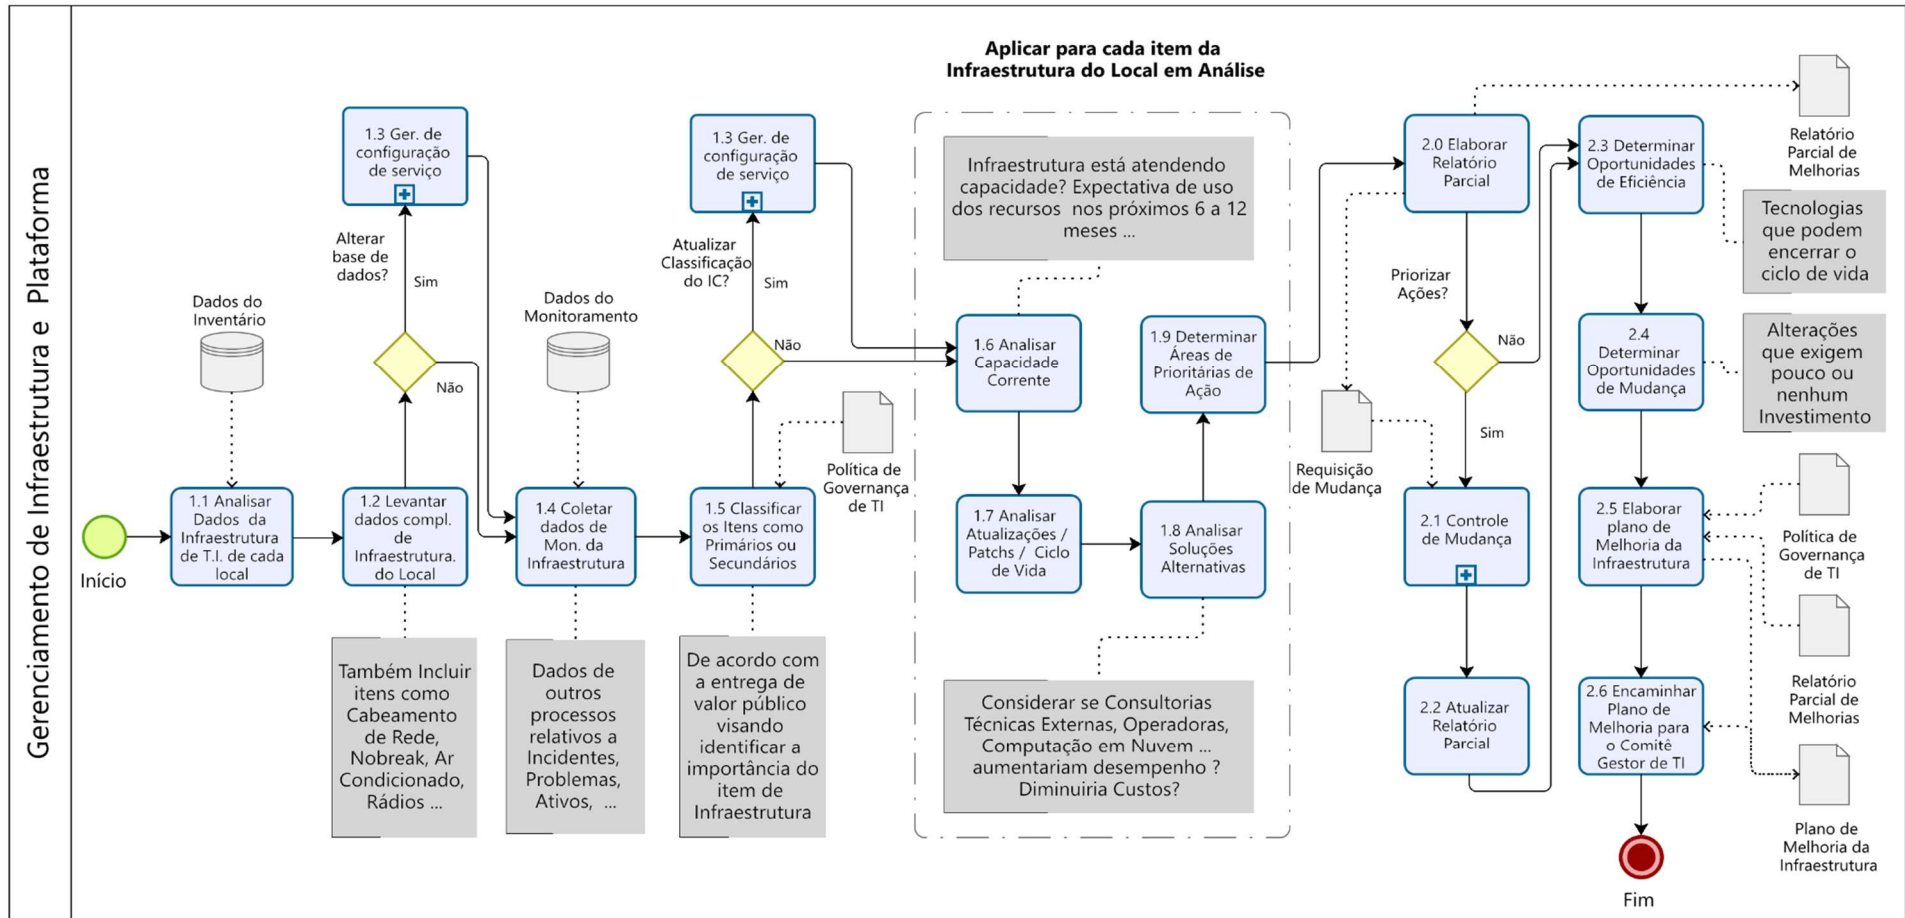 Gerenciamento de Infraestrutura e Plataforma
Início
Dados do
Inventário
1.1 Analisar
Dados da
Infraestrutura
de T.I. de cada
local
1.2 Levantar
dados compl.
de
Infraestrutura.
do Local
Também Incluir
itens como
Cabeamento
de Rede,
Nobreak, Ar
Condicionado,
Rádios ...
Alterar
base de
dados?
Sim
Não
1.3 Ger. de
configuração
de serviço
Dados do
Monitoramento
1.4 Coletar
dados de
Mon. da
Infraestrutura
Dados de
outros
processos
relativos a
Incidentes,
Problemas,
Ativos, ...
1.5 Classificar
os Itens como
Primários ou
Secundários
De acordo com
a entrega de
valor público
visando
identificar a
importância do
item de
Infraestrutura
Política de
Governança
de TI
Atualizar
Classificação
do IC?
Sim
Não
1.3 Ger. de
configuração
de serviço
Aplicar para cada item da
Infraestrutura do Local em Análise
Infraestrutura está atendendo
capacidade? Expectativa de uso
dos recursos nos próximos 6 a 12
meses ...
1.6 Analisar
Capacidade
Corrente
1.7 Analisar
Atualizações /
Patchs / Ciclo
de Vida
1.8 Analisar
Soluções
Alternativas
Considerar se Consultorias
Técnicas Externas, Operadoras,
Computação em Nuvem ...
aumentariam desempenho ?
Diminuiria Custos?
1.9 Determinar
Áreas de
Prioritárias de
Ação
2.0 Elaborar
Relatório
Parcial
Relatório
Parcial de
Melhorias
Requisição
de Mudança
Priorizar
Ações?
Não
Sim
2.1 Controle
de Mudança
2.2 Atualizar
Relatório
Parcial
2.3 Determinar
Oportunidades
de Eficiência
Tecnologias
que podem
encerrar o
ciclo de vida
2.4
Determinar
Oportunidades
de Mudança
Alterações
que exigem
pouco ou
nenhum
Investimento
2.5 Elaborar
plano de
Melhoria da
Infraestrutura
Política de
Governança
de TI
Relatório
Parcial
de Melhorias
2.6 Encaminhar
Plano de
Melhoria para
o Comitê
Gestor de TI
Plano de
Melhoria da
Infraestrutura
Fim